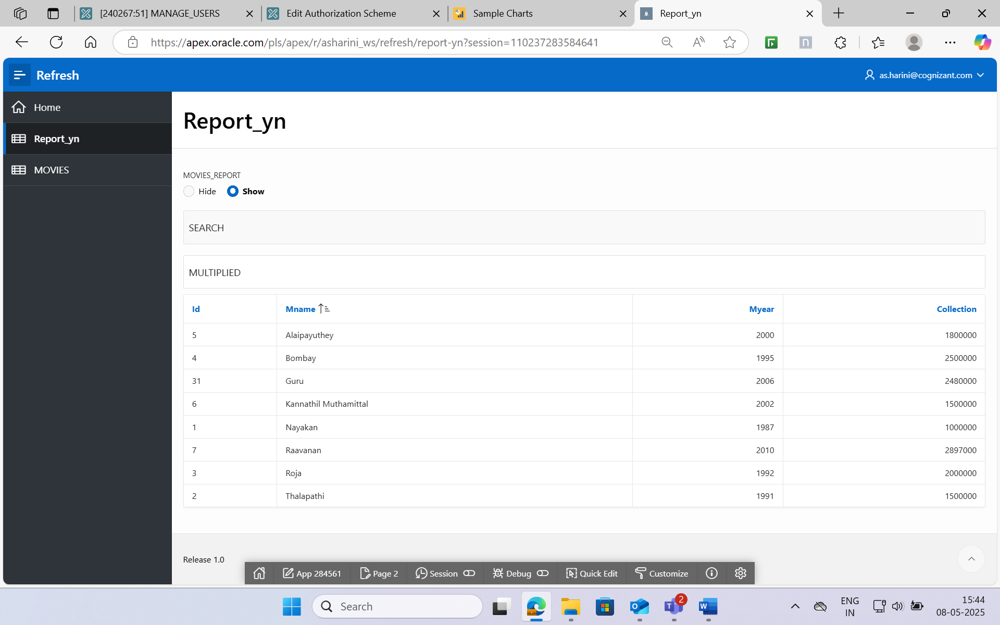 [240267:51] MANAGE_USERS
Edit Authorization Scheme
Sample Charts
Report_yn
https://apex.oracle.com/pls/apex/r/asharini_ws/refresh/report-yn?session=110237283584641
Refresh
as.harini@cognizant.com
Home
Report_yn
MOVIES
Report_yn
MOVIES_REPORT
Hide Show
SEARCH
MULTIPLIED
Id Mname Myear Collection
5 Alaipayuthey 2000 1800000
4 Bombay 1995 2500000
31 Guru 2006 2480000
6 Kannathil Muthamittal 2002 1500000
1 Nayakan 1987 1000000
7 Raavanan 2010 2897000
3 Roja 1992 2000000
2 Thalapathi 1991 1500000
Release 1.0
App 284561 Page 2 Session Debug Quick Edit Customize
Search
2
ENG
IN
15:44
08-05-2025